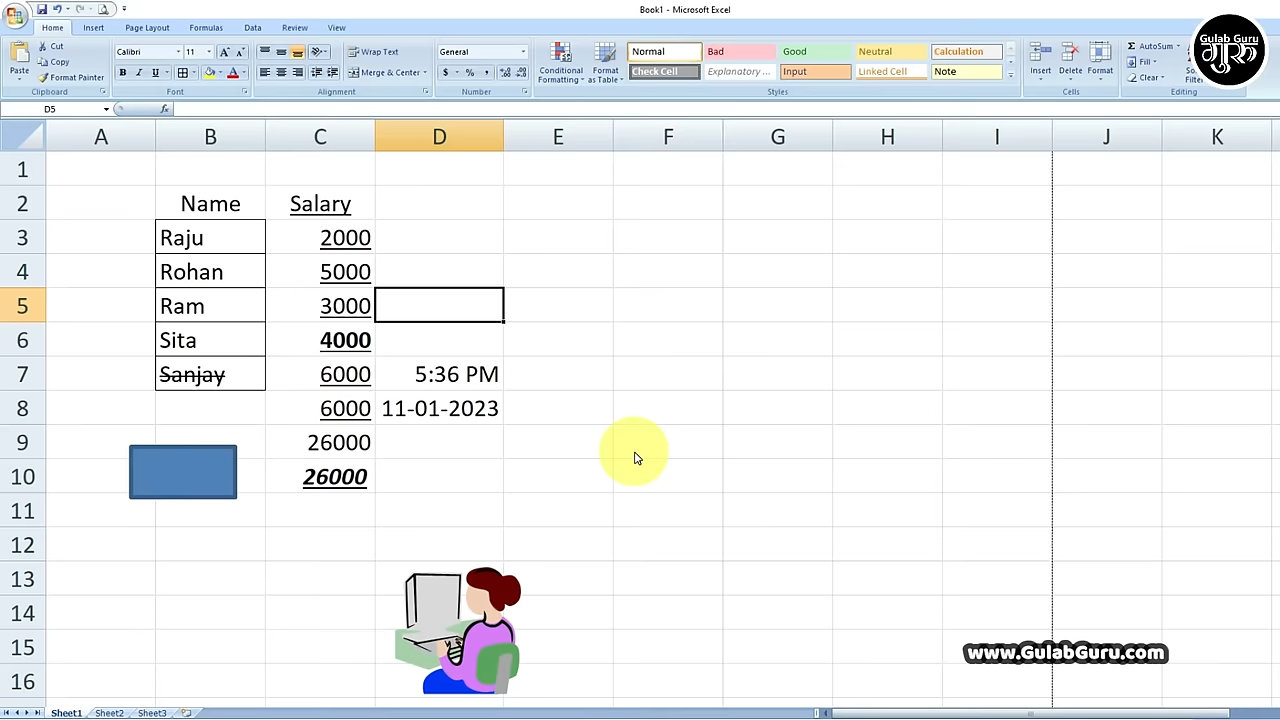 Book1 - Microsoft Excel
Home Insert Page Layout Formulas Data Review View
Gulab Guru
गुरु
Paste
Cut
Copy
Format Painter
Clipboard
Calibri 11
B I U
Font
Wrap Text
Merge & Center
Alignment
General
$ % ,
Number
Conditional Formatting
Format as Table
Normal Bad Good Neutral Calculation
Check Cell Explanatory ... Input Linked Cell Note
Styles
Insert Delete Format
Cells
AutoSum
Fill
Clear
Editing
D5 fx
A B C D E F G H I J K
1
2 Name Salary
3 Raju 2000
4 Rohan 5000
5 Ram 3000
6 Sita 4000
7 Sanjay 6000 5:36 PM
8 6000 11-01-2023
9 26000
10 26000
11
12
13
14
15
16
www.GulabGuru.com
Sheet1 Sheet2 Sheet3